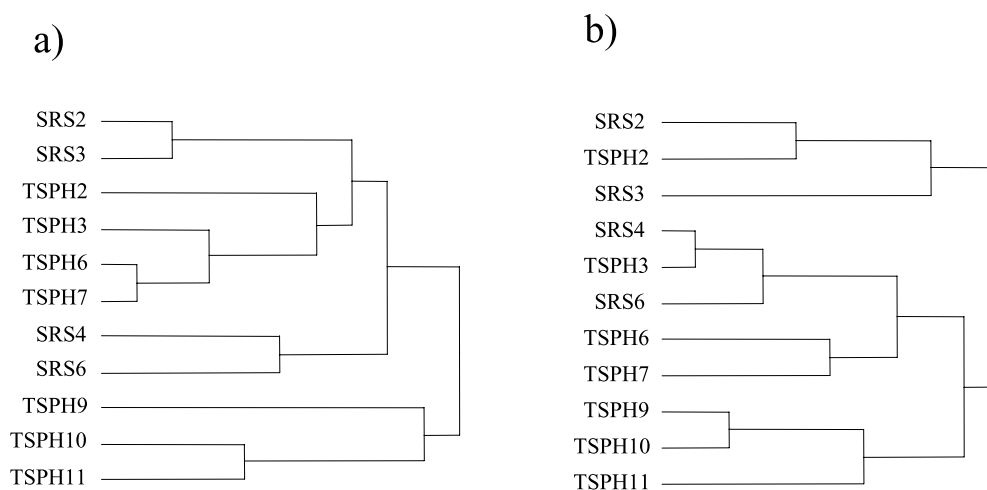 a)
SRS2
SRS3
TSPH2
TSPH3
TSPH6
TSPH7
SRS4
SRS6
TSPH9
TSPH10
TSPH11
b)
SRS2
TSPH2
SRS3
SRS4
TSPH3
SRS6
TSPH6
TSPH7
TSPH9
TSPH10
TSPH11